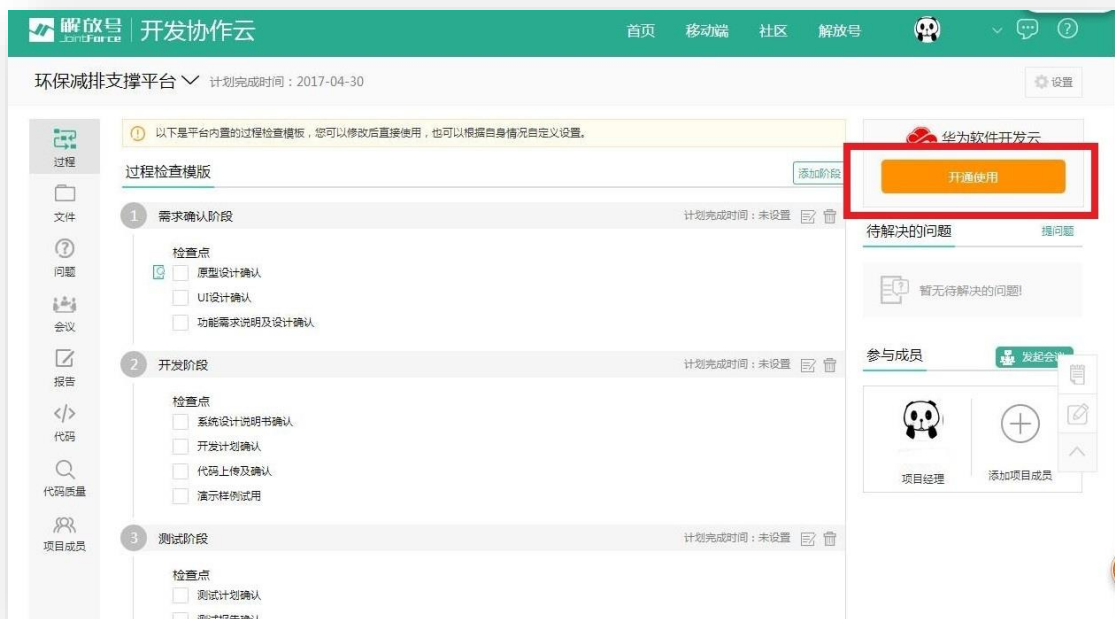 解放号 JointForce 开发协作云
首页 移动端 社区 解放号
环保减排支撑平台 计划完成时间：2017-04-30
设置
过程
文件
问题
会议
报告
代码
代码质量
项目成员
以下是平台内置的过程检查模板，您可以修改后直接使用，也可以根据自身情况自定义设置。
过程检查模版 添加阶段
1 需求确认阶段 计划完成时间：未设置
检查点
原型设计确认
UI设计确认
功能需求说明及设计确认
2 开发阶段 计划完成时间：未设置
检查点
系统设计说明书确认
开发计划确认
代码上传及确认
演示样例试用
3 测试阶段 计划完成时间：未设置
检查点
测试计划确认
测试报告确认
华为软件开发云
开通使用
待解决的问题 提问题
暂无待解决的问题!
参与成员 发起会议
项目经理 添加项目成员